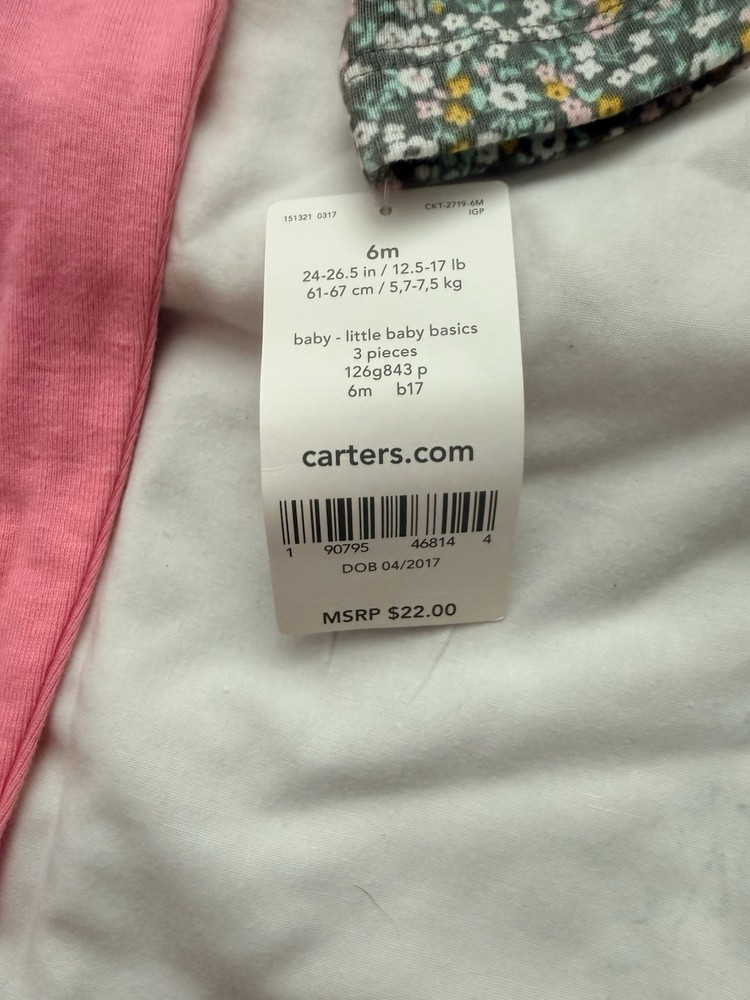 151321 0317
CKT-2719-6M
IGP
6m
24-26.5 in / 12.5-17 lb
61-67 cm / 5,7-7,5 kg
baby - little baby basics
3 pieces
126g843 p
6m b17
carters.com
1 90795 46814 4
DOB 04/2017
MSRP $22.00